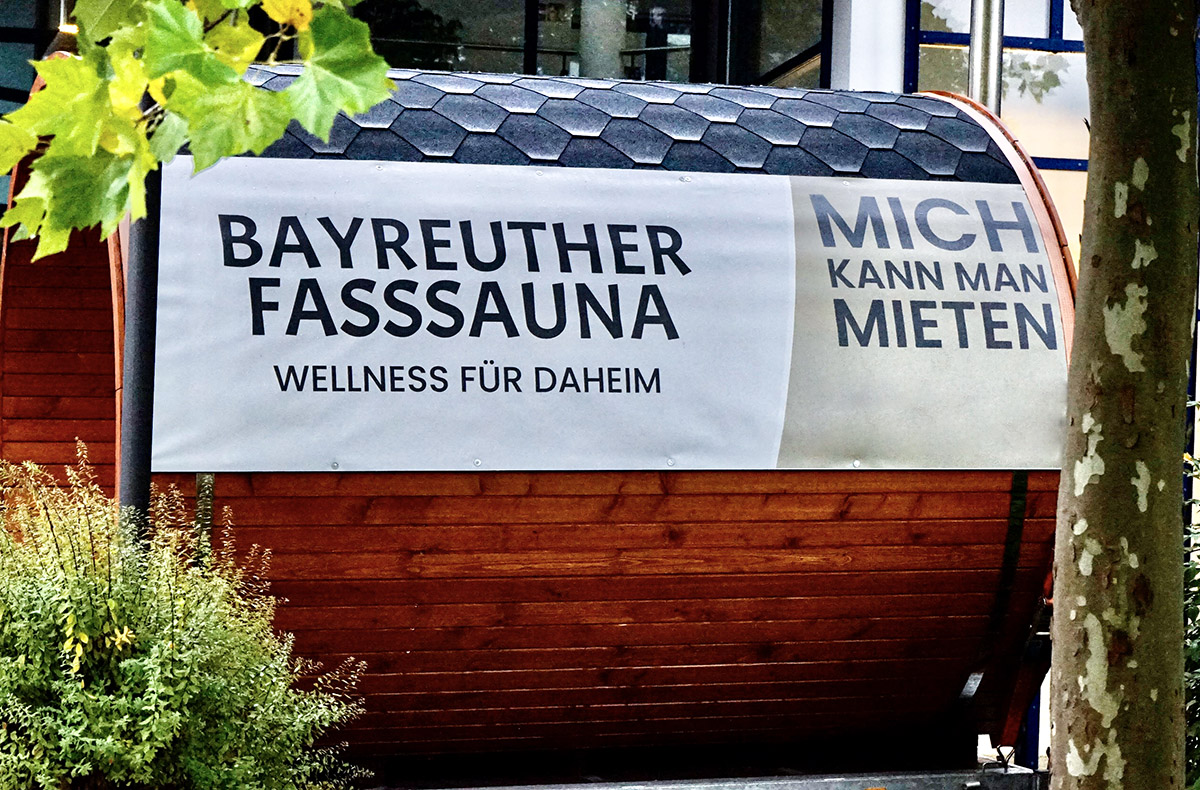 BAYREUTHER
FASSSAUNA
WELLNESS FÜR DAHEIM
MICH
KANN MAN
MIETEN